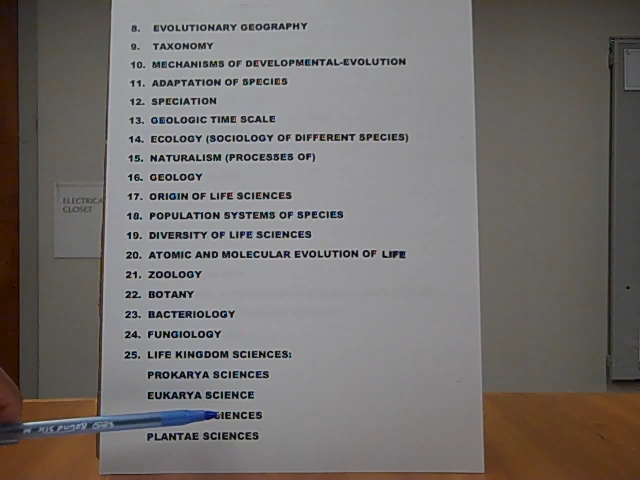 8. EVOLUTIONARY GEOGRAPHY
9. TAXONOMY
10. MECHANISMS OF DEVELOPMENTAL-EVOLUTION
11. ADAPTATION OF SPECIES
12. SPECIATION
13. GEOLOGIC TIME SCALE
14. ECOLOGY (SOCIOLOGY OF DIFFERENT SPECIES)
15. NATURALISM (PROCESSES OF)
16. GEOLOGY
17. ORIGIN OF LIFE SCIENCES
18. POPULATION SYSTEMS OF SPECIES
19. DIVERSITY OF LIFE SCIENCES
20. ATOMIC AND MOLECULAR EVOLUTION OF LIFE
21. ZOOLOGY
22. BOTANY
23. BACTERIOLOGY
24. FUNGIOLOGY
25. LIFE KINGDOM SCIENCES:
PROKARYA SCIENCES
EUKARYA SCIENCE
SCIENCES
PLANTAE SCIENCES
ELECTRICA
CLOSET